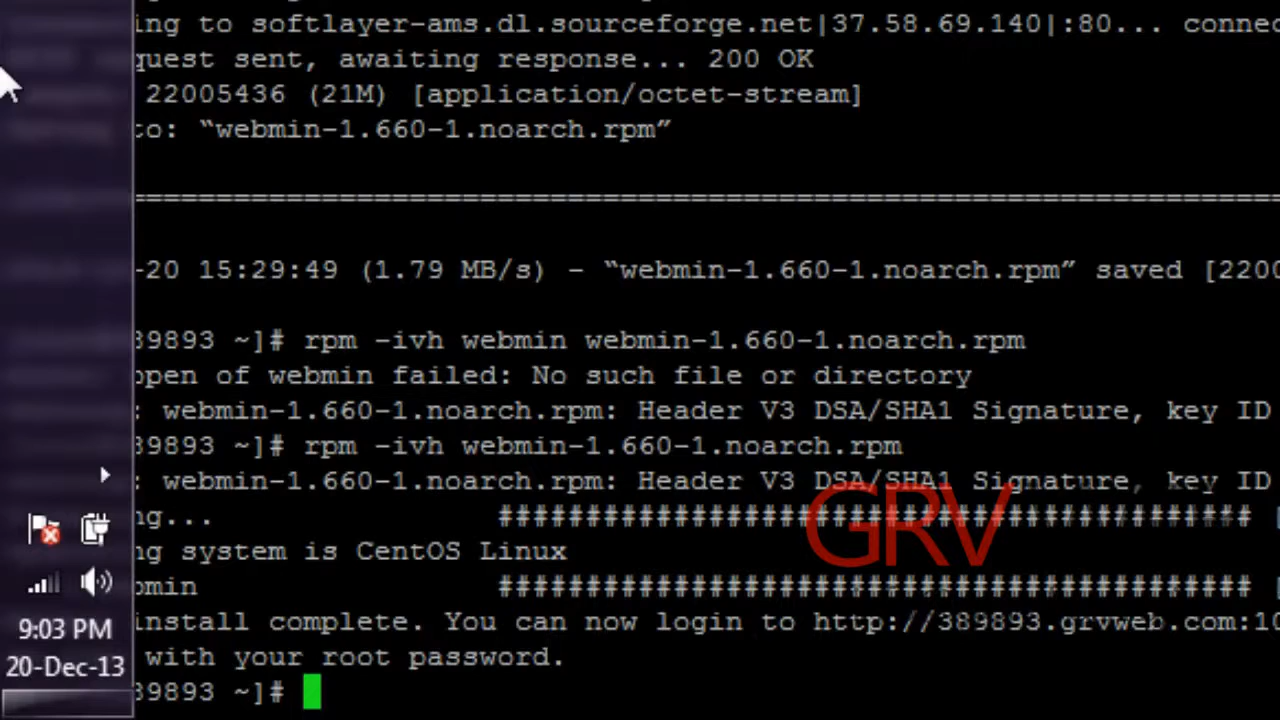 ing to softlayer-ams.dl.sourceforge.net|37.58.69.140|:80... connec
quest sent, awaiting response... 200 OK
22005436 (21M) [application/octet-stream]
to: “webmin-1.660-1.noarch.rpm”
================================================================
-20 15:29:49 (1.79 MB/s) - “webmin-1.660-1.noarch.rpm” saved [2200
89893 ~]# rpm -ivh webmin webmin-1.660-1.noarch.rpm
open of webmin failed: No such file or directory
: webmin-1.660-1.noarch.rpm: Header V3 DSA/SHA1 Signature, key ID
89893 ~]# rpm -ivh webmin-1.660-1.noarch.rpm
: webmin-1.660-1.noarch.rpm: Header V3 DSA/SHA1 Signature, key ID
ng... ########################################### [
GRV
ng system is CentOS Linux
bmin ########################################### [
install complete. You can now login to http://389893.grvweb.com:10
with your root password.
89893 ~]#
9:03 PM
20-Dec-13